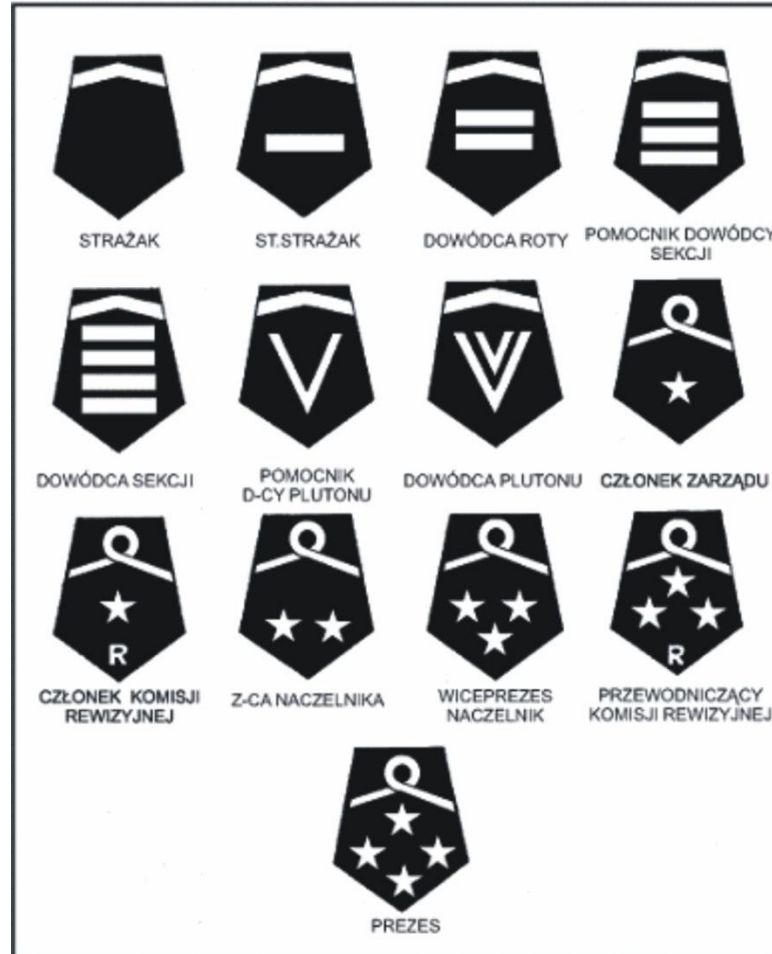 STRAŻAK
ST.STRAŻAK
DOWÓDCA ROTY
POMOCNIK DOWÓDCY
SEKCJI
DOWÓDCA SEKCJI
POMOCNIK
D-CY PLUTONU
DOWÓDCA PLUTONU
CZŁONEK ZARZĄDU
R
CZŁONEK KOMISJI
REWIZYJNEJ
Z-CA NACZELNIKA
WICEPREZES
NACZELNIK
R
PRZEWODNICZĄCY
KOMISJI REWIZYJNEJ
PREZES